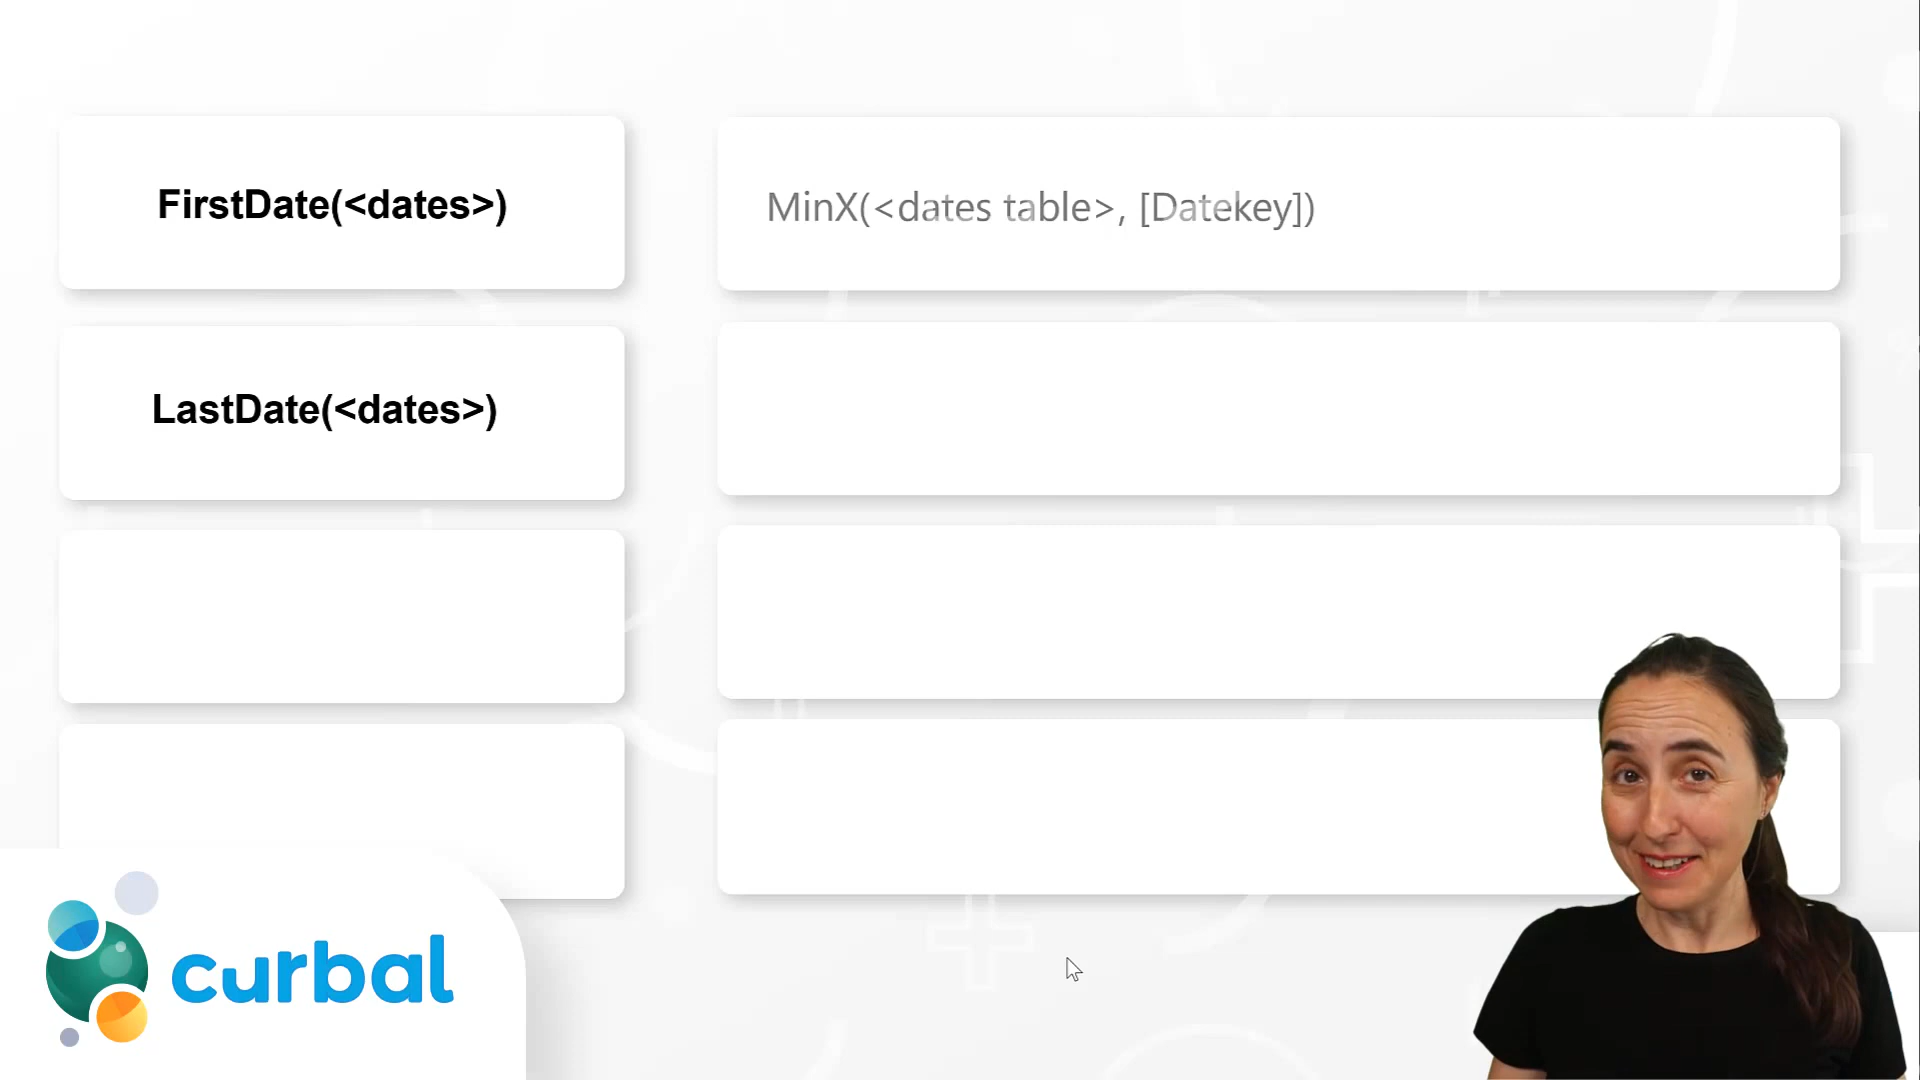 FirstDate(<dates>)
MinX(<dates table>, [Datekey])
LastDate(<dates>)
curbal